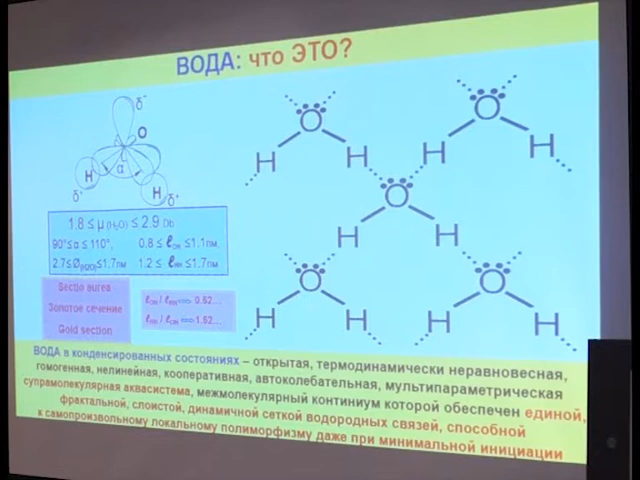 ВОДА: что ЭТО?
δ⁻
O
α
H
H
δ⁺
δ⁺
1.8 ≤ μ(H₂O) ≤ 2.9 Db
90°≤α ≤ 110°, 0.8 ≤ ℓOH ≤1.1пм
2.7≤Ø(H2O)≤1.7пм 1.2 ≤ ℓHH ≤1.7пм
Sectio aurea
Золотое сечение
Gold section
ℓOH / ℓHH 0.62...
ℓHH / ℓOH 1.62...
O O
H H H H
O
H H
O O
H H H H
ВОДА в конденсированных состояниях – открытая, термодинамически неравновесная,
гомогенная, нелинейная, кооперативная, автоколебательная, мультипараметрическая
супрамолекулярная аквасистема, межмолекулярный континиум которой обеспечен единой,
фрактальной, слоистой, динамичной сеткой водородных связей, способной
к самопроизвольному локальному полиморфизму даже при минимальной инициации